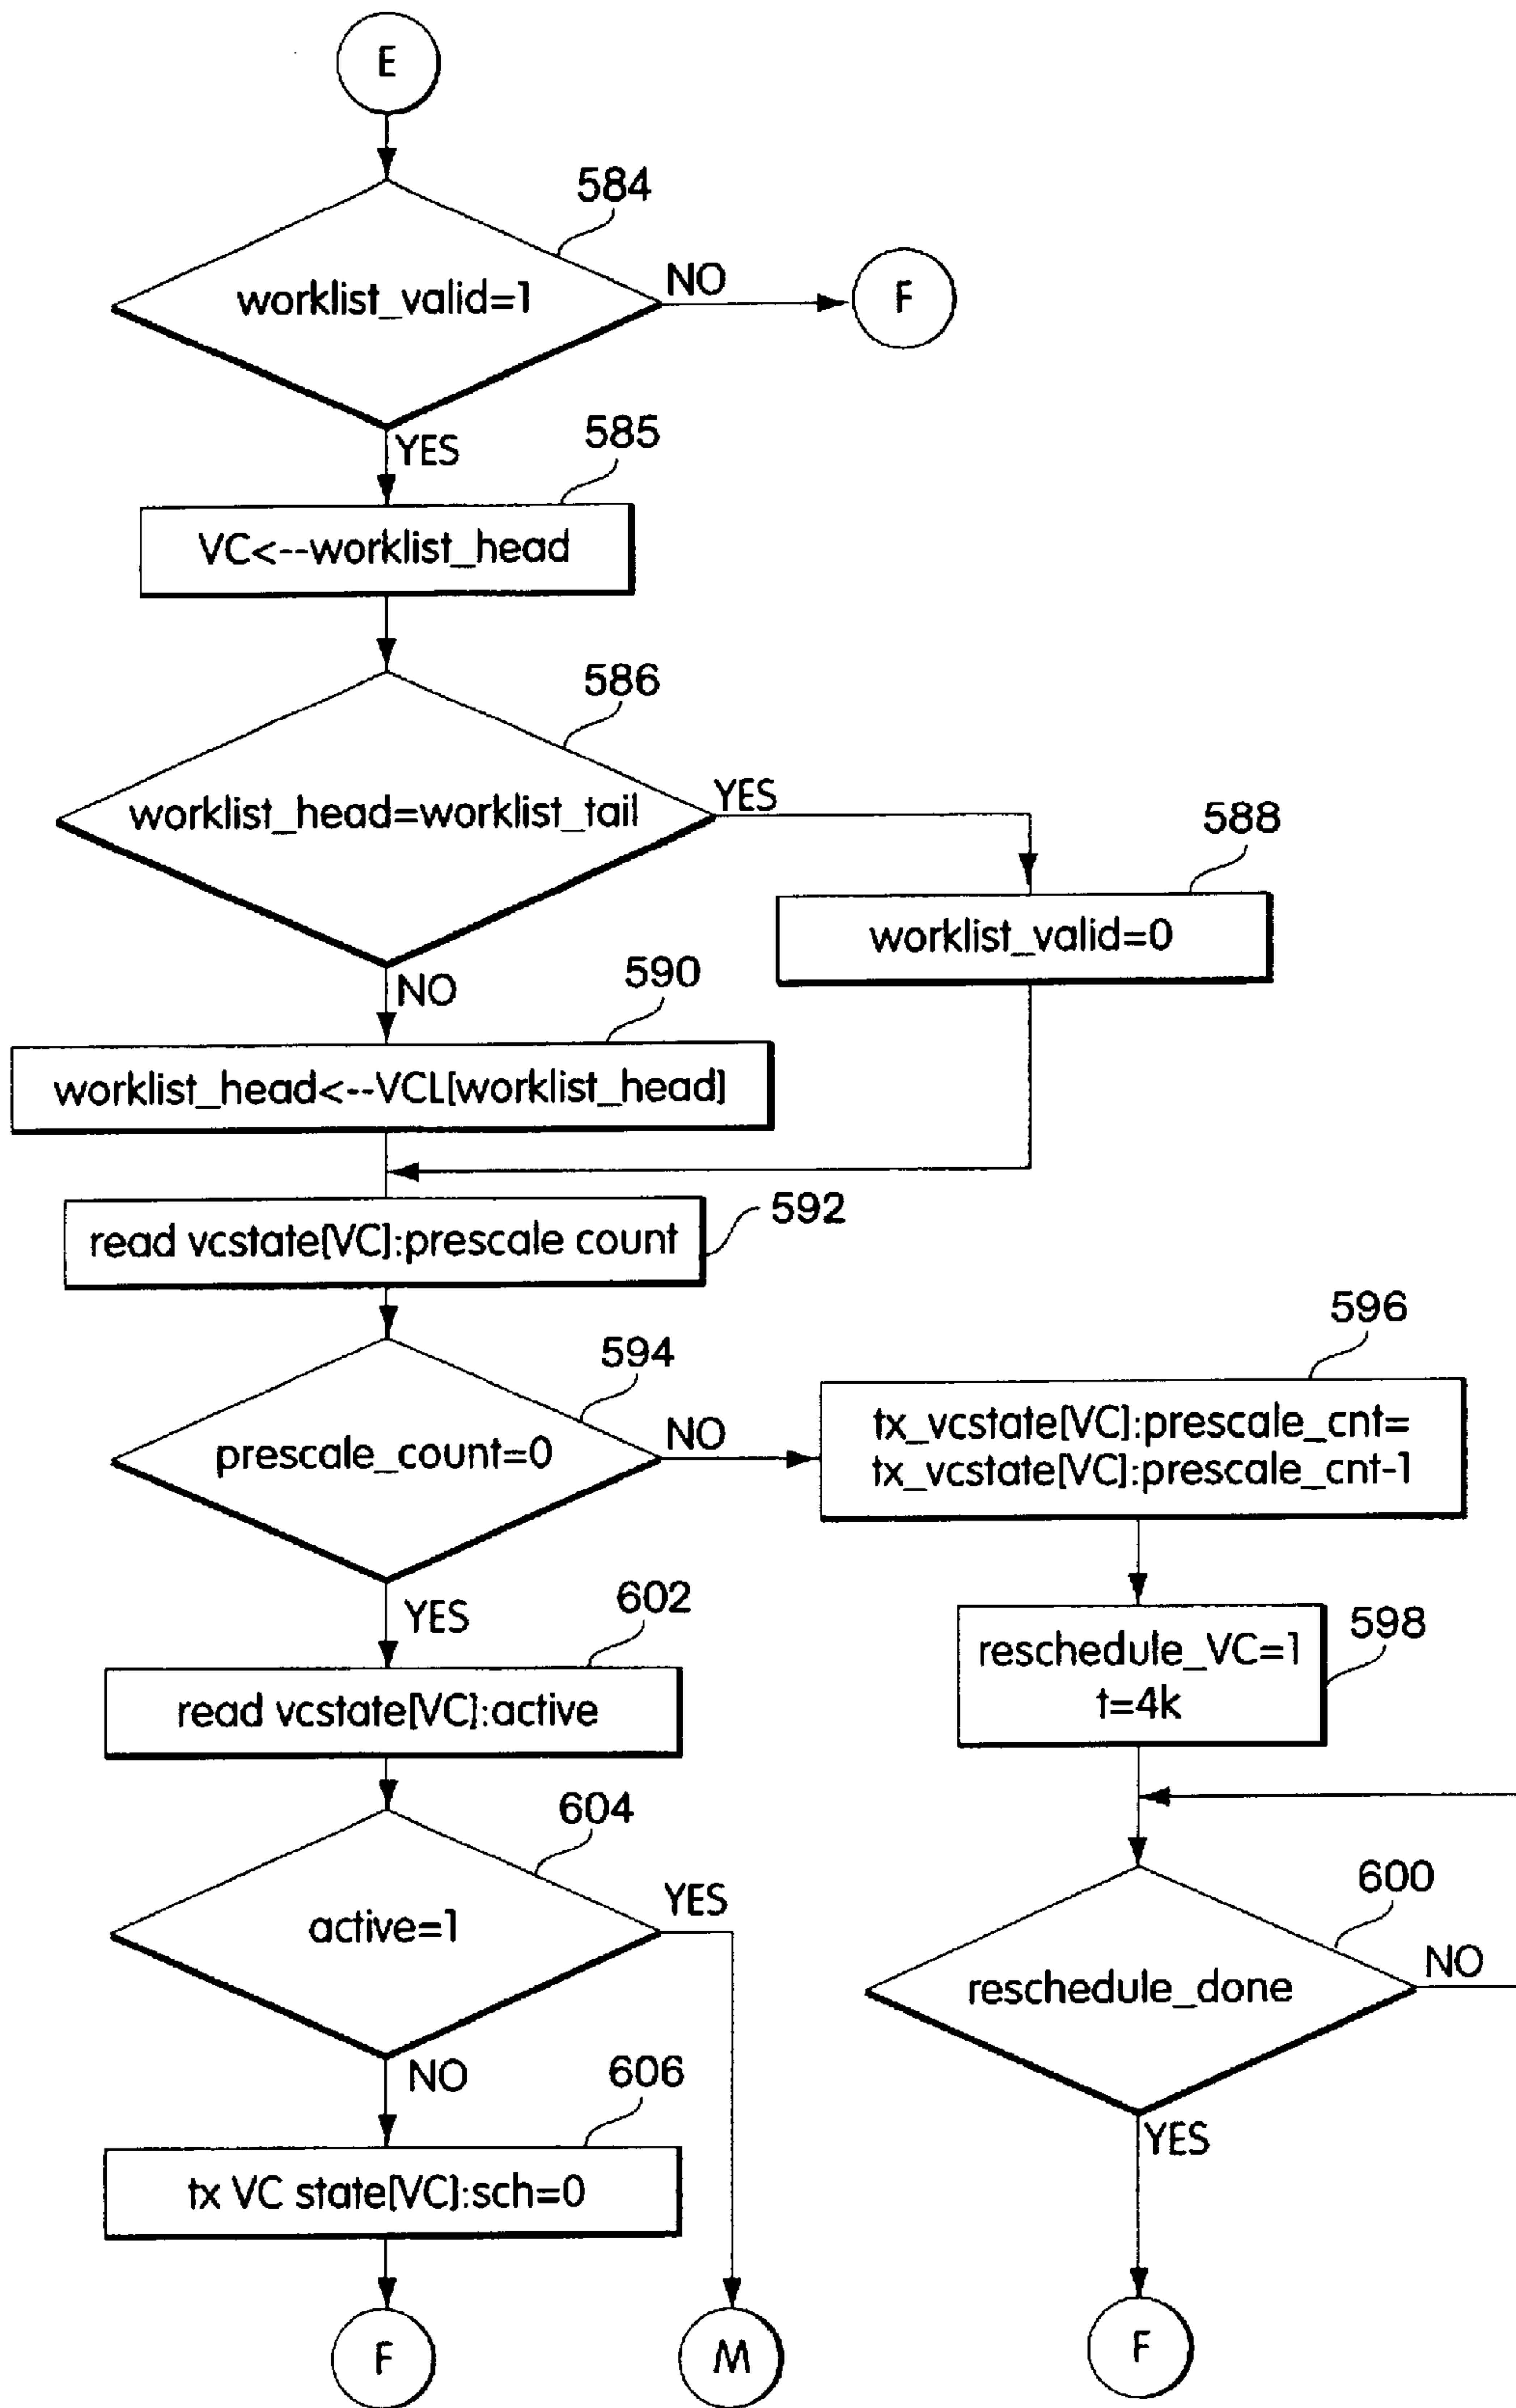 E
584
worklist_valid=1
NO
F
YES
585
VC<--worklist_head
586
worklist_head=worklist_tail
YES
588
worklist_valid=0
NO
590
worklist_head<--VCL[worklist_head]
592
read vcstate[VC]:prescale count
594
prescale_count=0
NO
596
tx_vcstate[VC]:prescale_cnt=
tx_vcstate[VC]:prescale_cnt-1
YES
602
598
reschedule_VC=1
t=4k
read vcstate[VC]:active
604
active=1
YES
600
reschedule_done
NO
NO
606
YES
tx VC state[VC]:sch=0
F
M
F